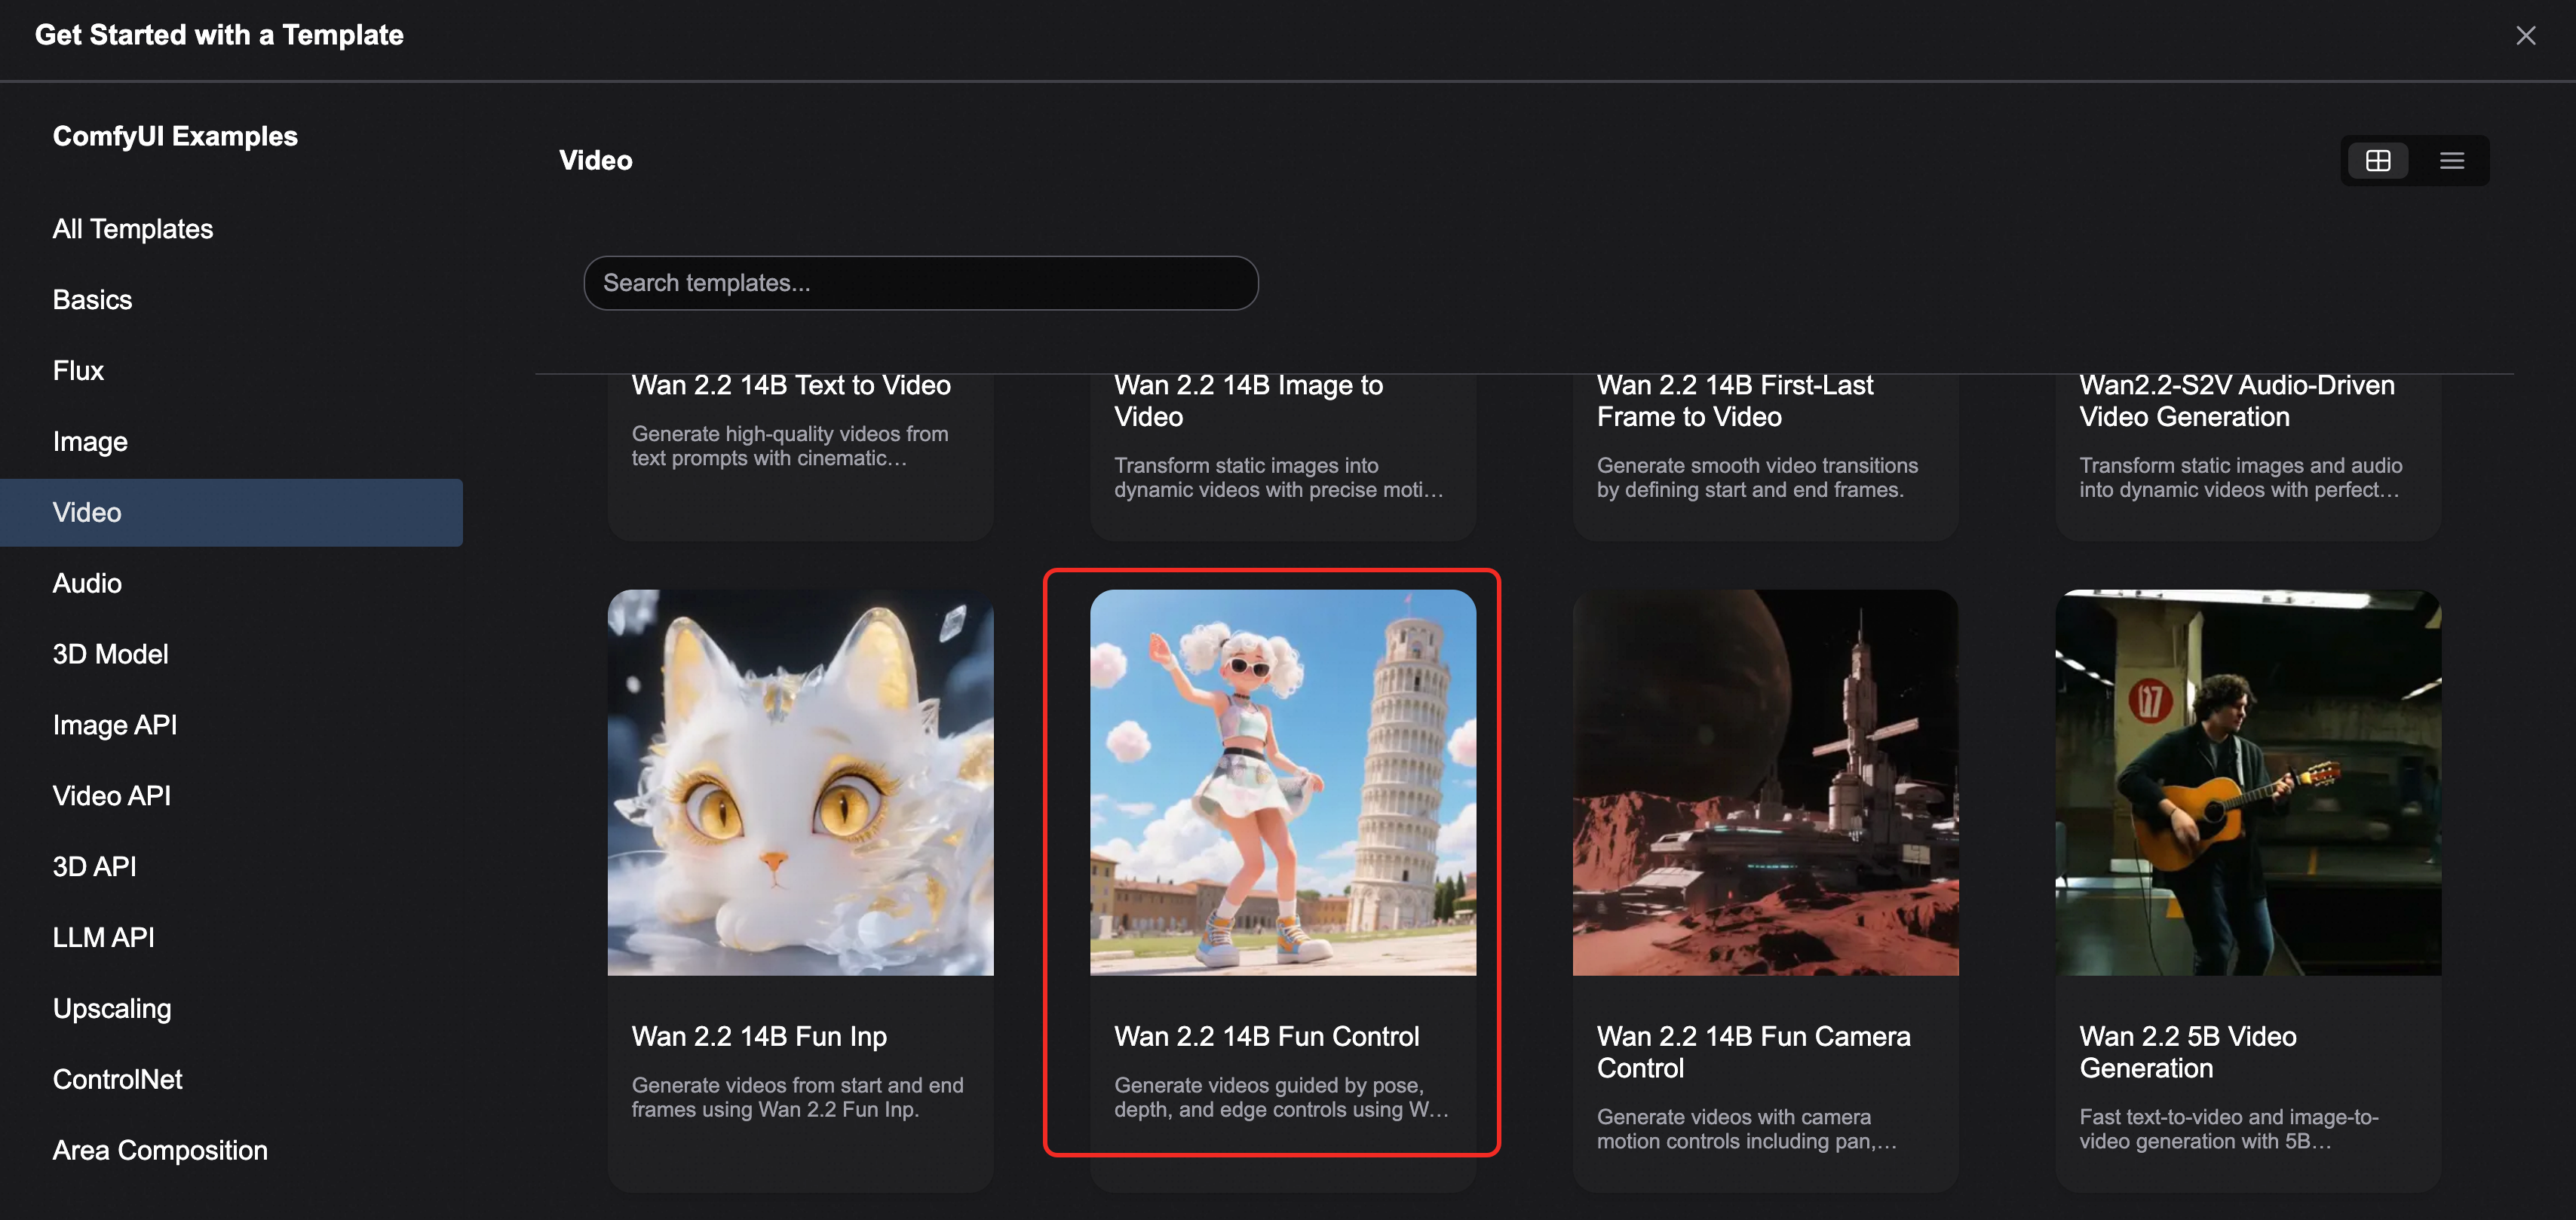 Get Started with a Template
ComfyUI Examples
All Templates
Basics
Flux
Image
Video
Audio
3D Model
Image API
Video API
3D API
LLM API
Upscaling
ControlNet
Area Composition
Video
Search templates...
Wan 2.2 14B Text to Video
Generate high-quality videos from
text prompts with cinematic…
Wan 2.2 14B Image to
Video
Transform static images into
dynamic videos with precise moti…
Wan 2.2 14B First-Last
Frame to Video
Generate smooth video transitions
by defining start and end frames.
Wan2.2-S2V Audio-Driven
Video Generation
Transform static images and audio
into dynamic videos with perfect…
Wan 2.2 14B Fun Inp
Generate videos from start and end
frames using Wan 2.2 Fun Inp.
Wan 2.2 14B Fun Control
Generate videos guided by pose,
depth, and edge controls using W…
Wan 2.2 14B Fun Camera
Control
Generate videos with camera
motion controls including pan,…
Wan 2.2 5B Video
Generation
Fast text-to-video and image-to-
video generation with 5B…